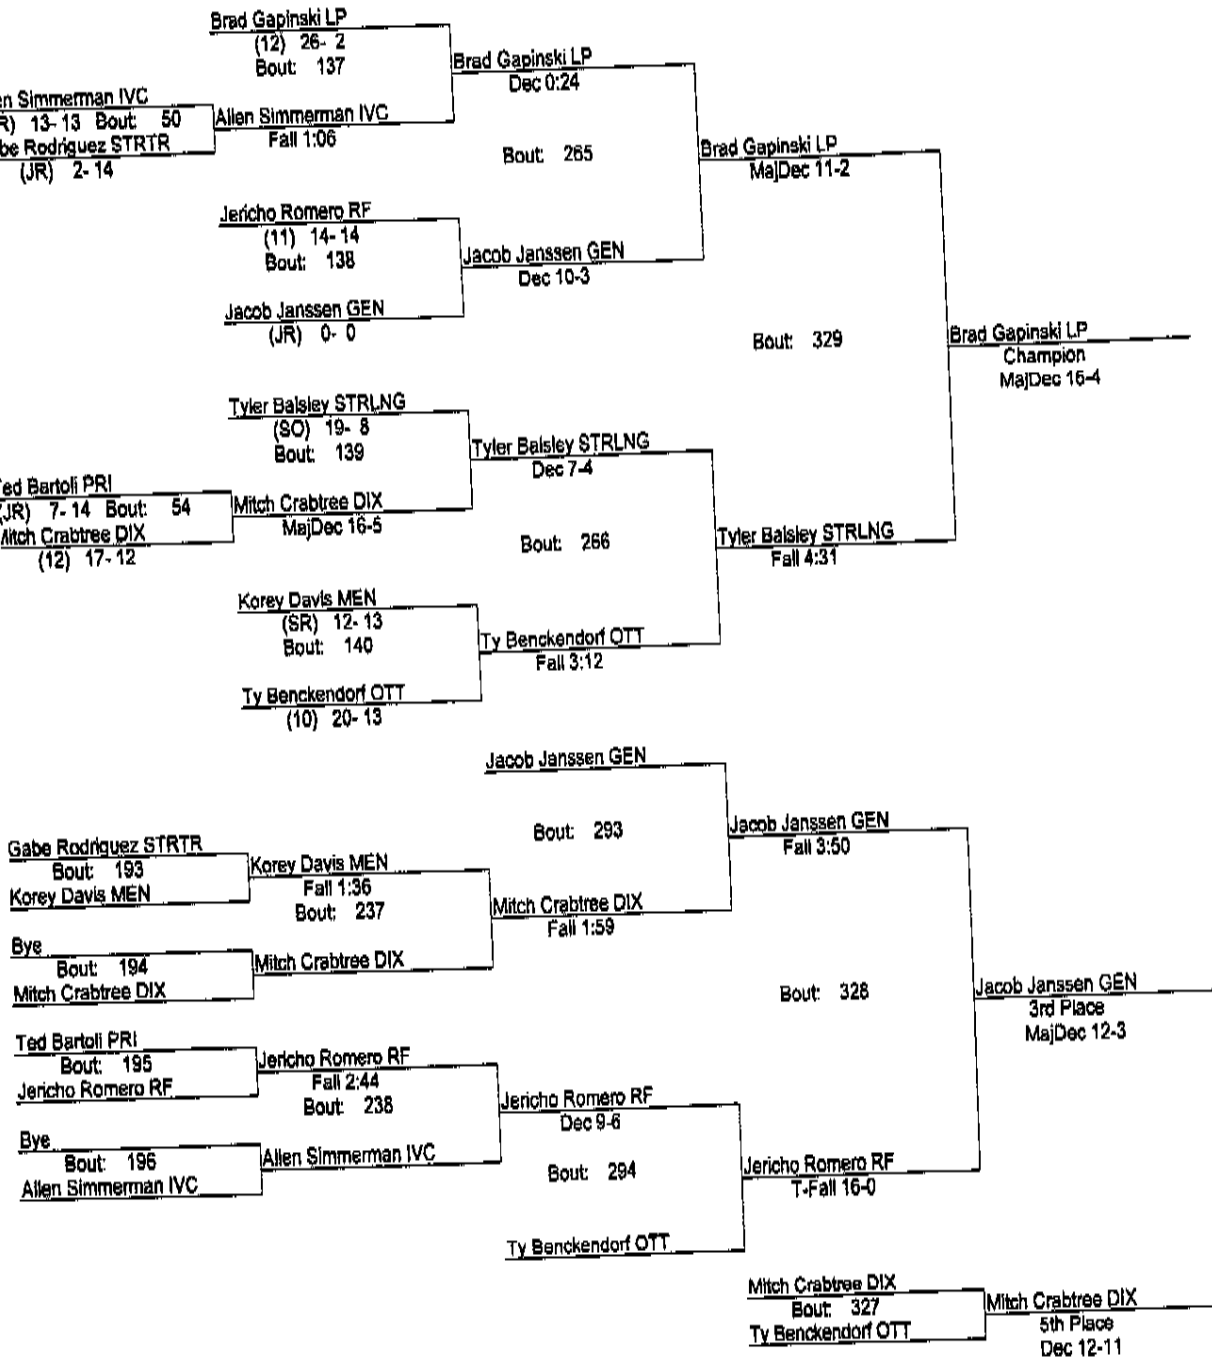 Brad Gapinski LP
(12) 26- 2
Bout: 137
Brad Gapinski LP
Dec 0:24
en Simmerman IVC
R) 13- 13 Bout: 50
Allen Simmerman IVC
Fall 1:06
be Rodriguez STRTR
(JR) 2- 14
Bout: 265
Brad Gapinski LP
MajDec 11-2
Jericho Romero RF
(11) 14- 14
Bout: 138
Jacob Janssen GEN
Dec 10-3
Jacob Janssen GEN
(JR) 0- 0
Bout: 329
Brad Gapinski LP
Champion
MajDec 16-4
Tyler Balsley STRLNG
(SO) 19- 8
Bout: 139
Tyler Balsley STRLNG
Dec 7-4
Ted Bartoli PRI
(JR) 7- 14 Bout: 54
Mitch Crabtree DIX
MajDec 16-5
Mitch Crabtree DIX
(12) 17- 12
Bout: 266
Tyler Balsley STRLNG
Fall 4:31
Korey Davis MEN
(SR) 12- 13
Bout: 140
Ty Benckendorf OTT
Fall 3:12
Ty Benckendorf OTT
(10) 20- 13
Jacob Janssen GEN
Bout: 293
Jacob Janssen GEN
Fall 3:50
Gabe Rodriguez STRTR
Bout: 193
Korey Davis MEN
Korey Davis MEN
Fall 1:36
Bout: 237
Mitch Crabtree DIX
Fall 1:59
Bye
Bout: 194
Mitch Crabtree DIX
Mitch Crabtree DIX
Bout: 328
Jacob Janssen GEN
3rd Place
MajDec 12-3
Ted Bartoli PRI
Bout: 195
Jericho Romero RF
Jericho Romero RF
Fall 2:44
Bout: 238
Jericho Romero RF
Dec 9-6
Bye
Bout: 196
Allen Simmerman IVC
Allen Simmerman IVC
Bout: 294
Jericho Romero RF
T-Fall 16-0
Ty Benckendorf OTT
Mitch Crabtree DIX
Bout: 327
Ty Benckendorf OTT
Mitch Crabtree DIX
5th Place
Dec 12-11